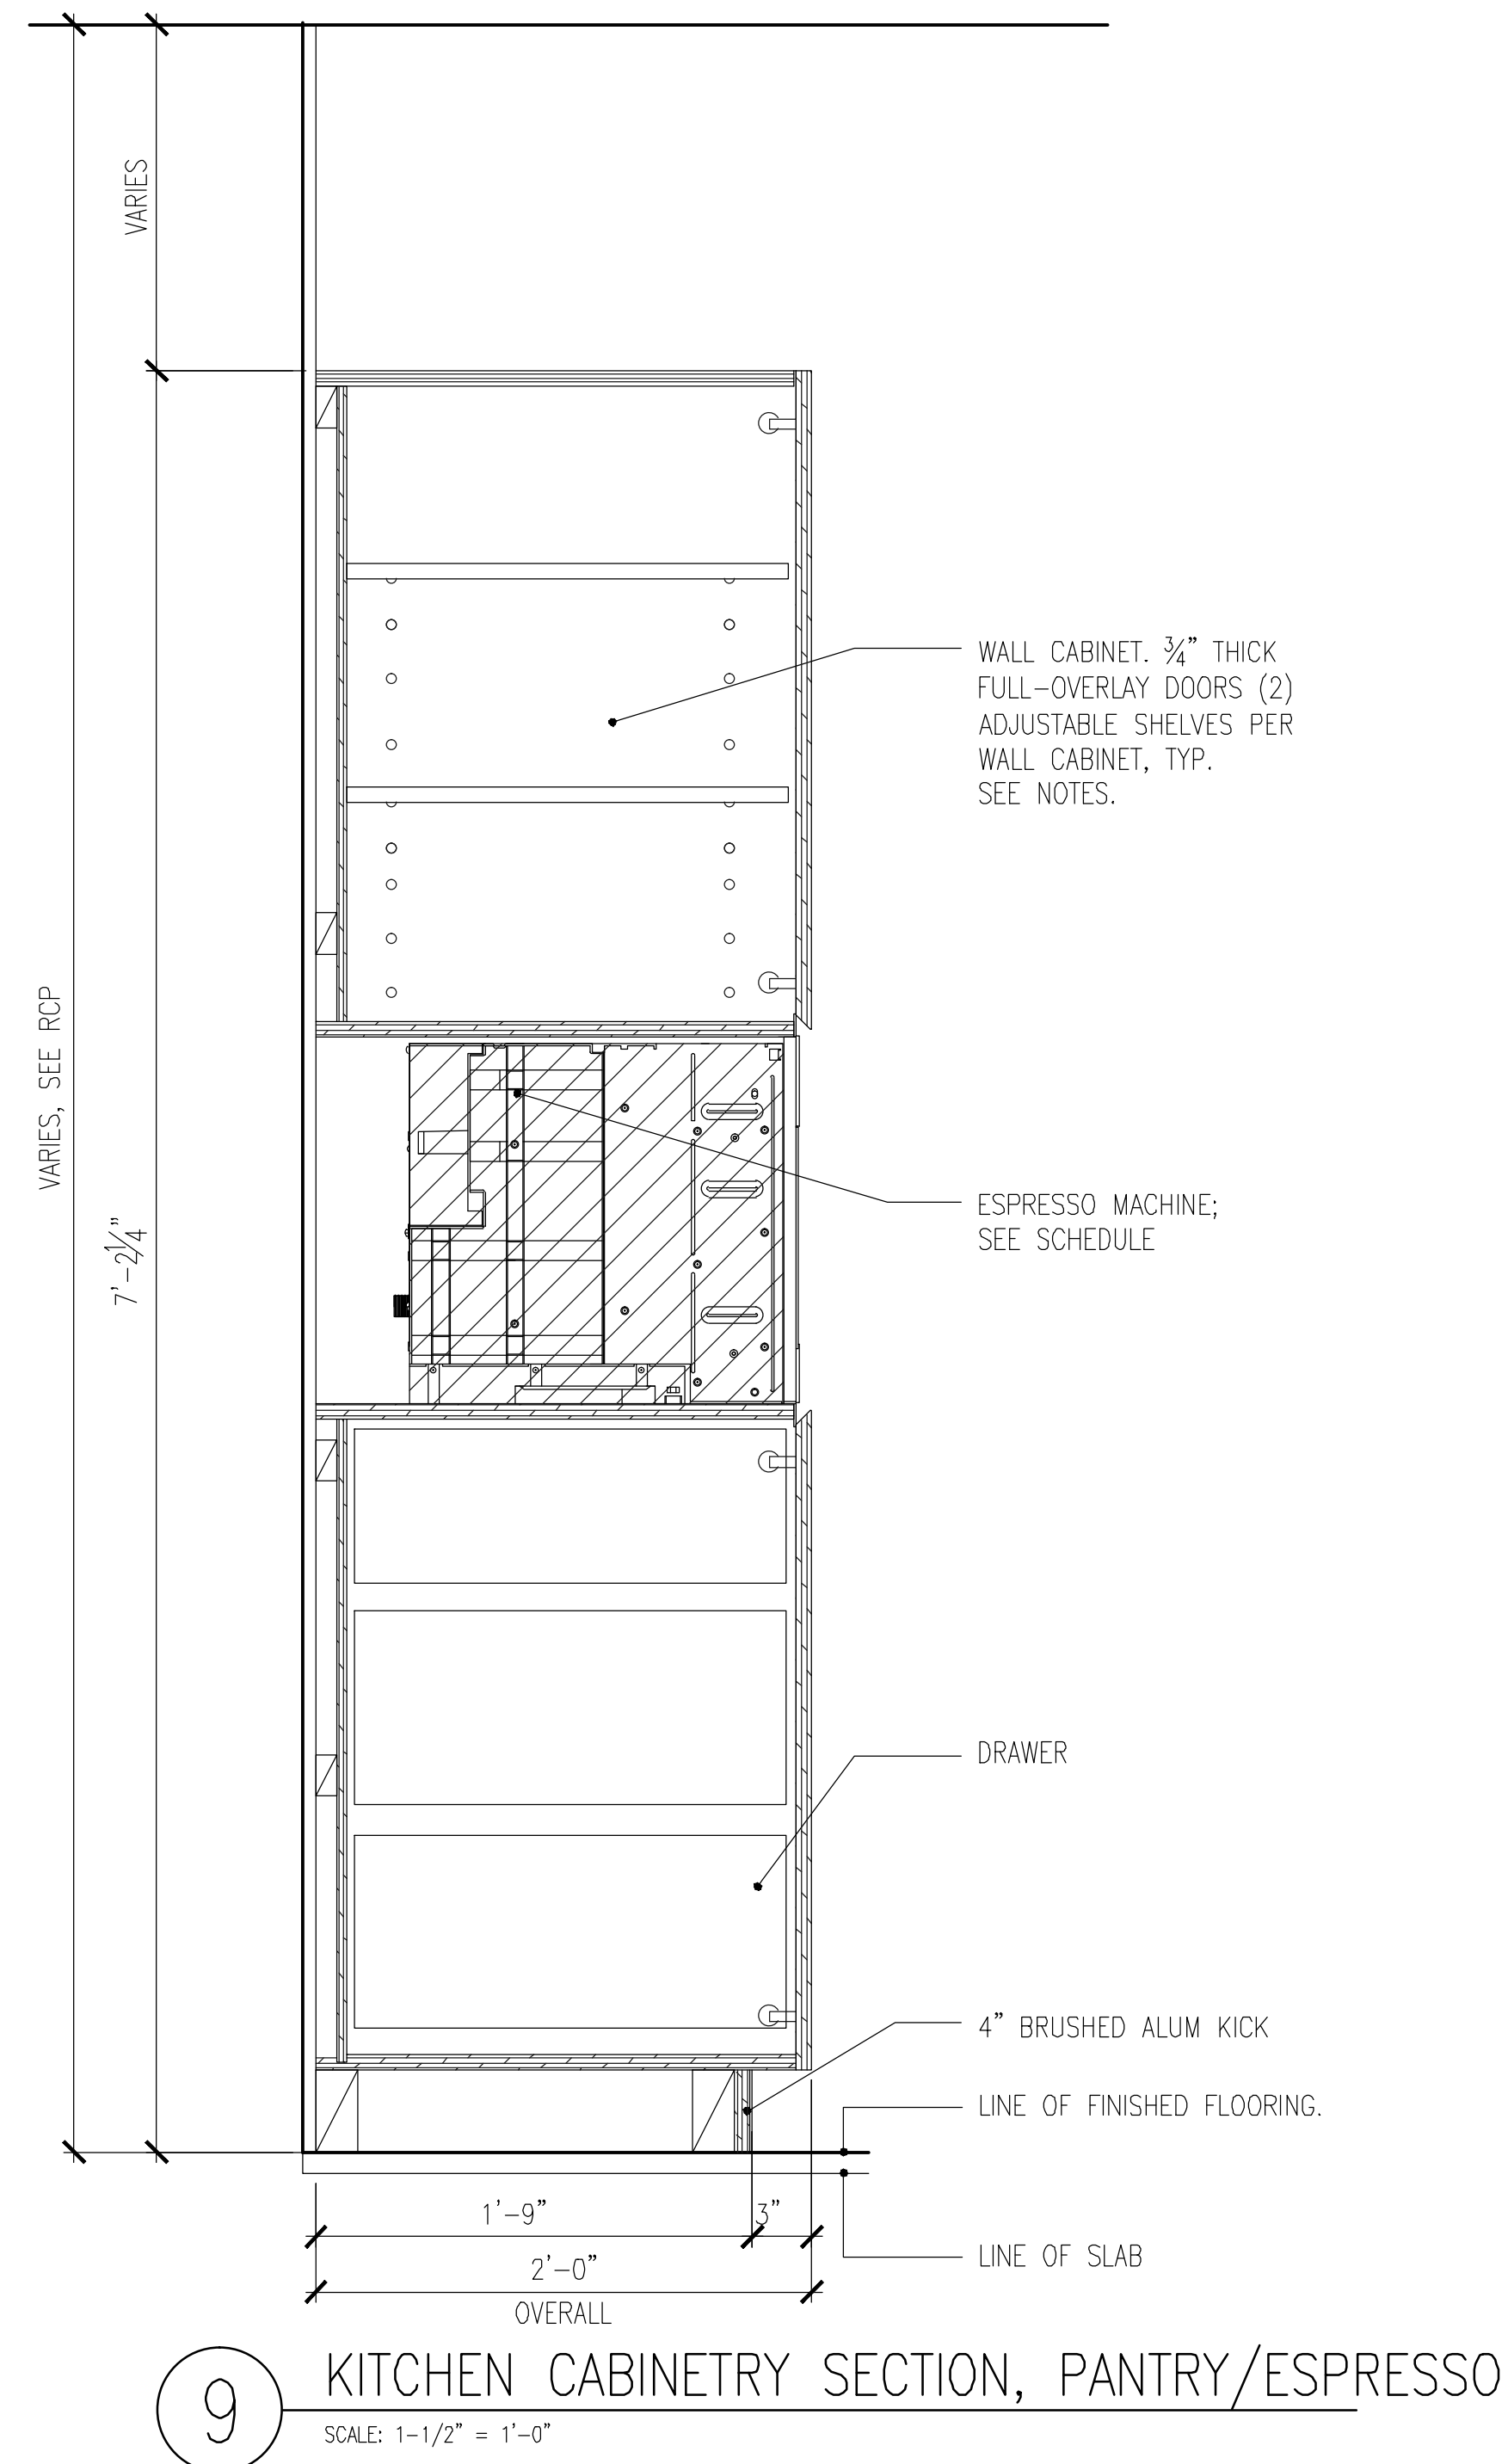 VARIES
VARIES, SEE RCP
7'-2¼"
WALL CABINET. ¾" THICK
FULL-OVERLAY DOORS (2)
ADJUSTABLE SHELVES PER
WALL CABINET, TYP.
SEE NOTES.
ESPRESSO MACHINE;
SEE SCHEDULE
DRAWER
4" BRUSHED ALUM KICK
LINE OF FINISHED FLOORING.
LINE OF SLAB
1'-9"
3"
2'-0"
OVERALL
9
KITCHEN CABINETRY SECTION, PANTRY/ESPRESSO
SCALE: 1-1/2" = 1'-0"